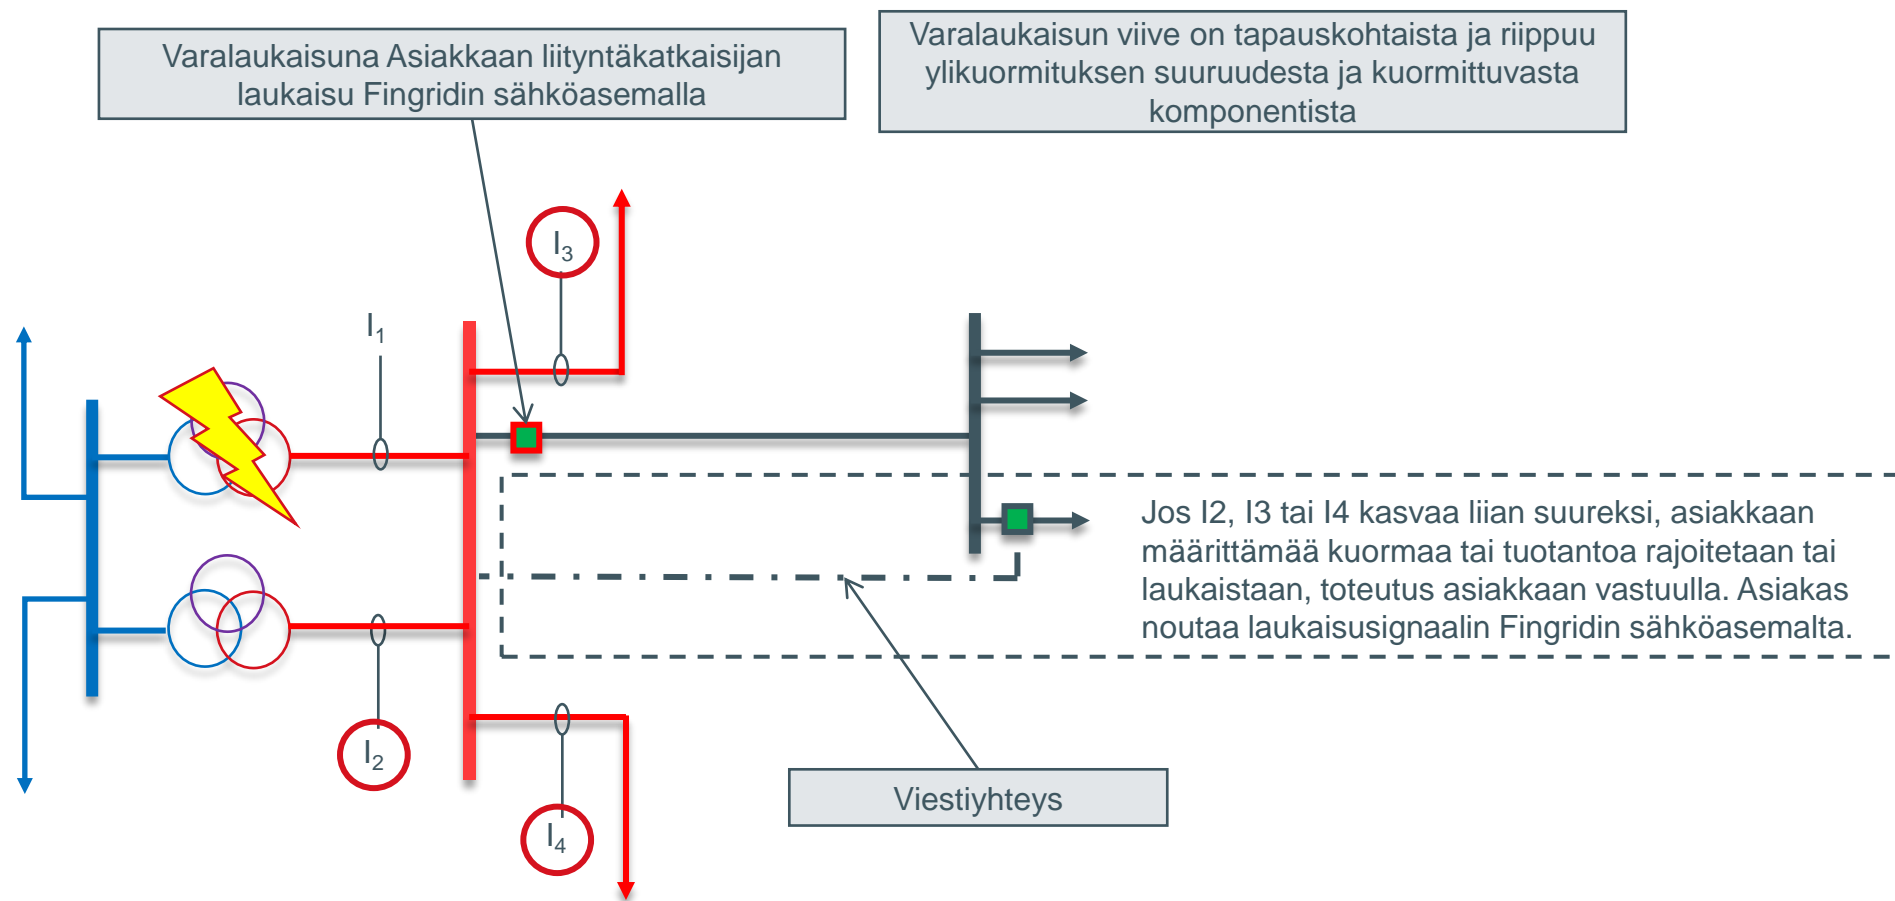 Varalaukaisuna Asiakkaan liityntäkatkaisijan
laukaisu Fingridin sähköasemalla
Varalaukaisun viive on tapauskohtaista ja riippuu
ylikuormituksen suuruudesta ja kuormittuvasta
komponentista
I3
I1
Jos I2, I3 tai I4 kasvaa liian suureksi, asiakkaan
määrittämää kuormaa tai tuotantoa rajoitetaan tai
laukaistaan, toteutus asiakkaan vastuulla. Asiakas
noutaa laukaisusignaalin Fingridin sähköasemalta.
I2
Viestiyhteys
I4